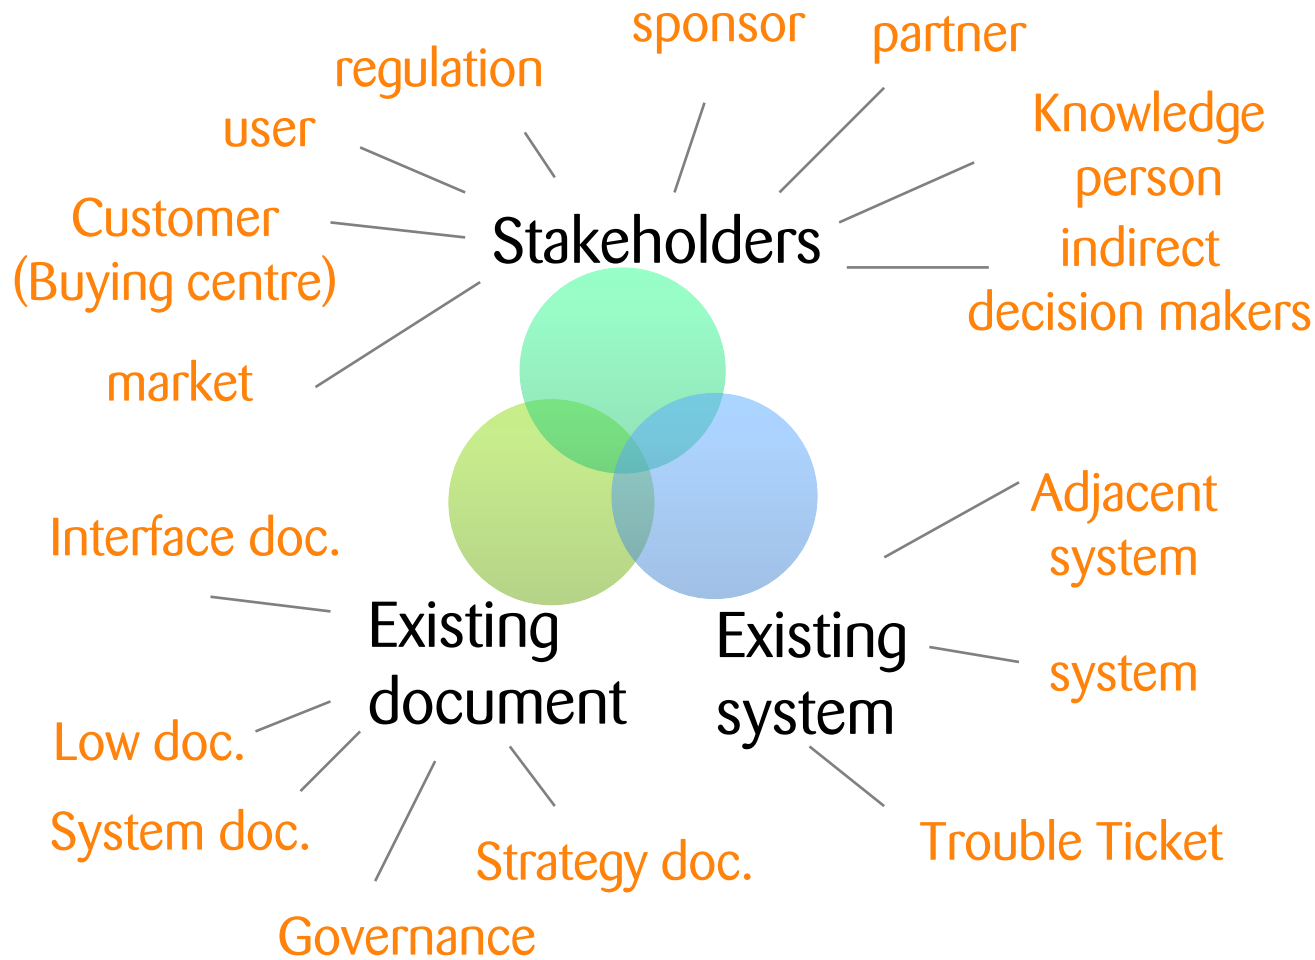 sponsor
partner
regulation
Knowledge
person
user
Customer
(Buying centre)
Stakeholders
indirect
decision makers
market
Adjacent
system
Interface doc.
Existing
document
Existing
system
system
Low doc.
System doc.
Strategy doc.
Trouble Ticket
Governance